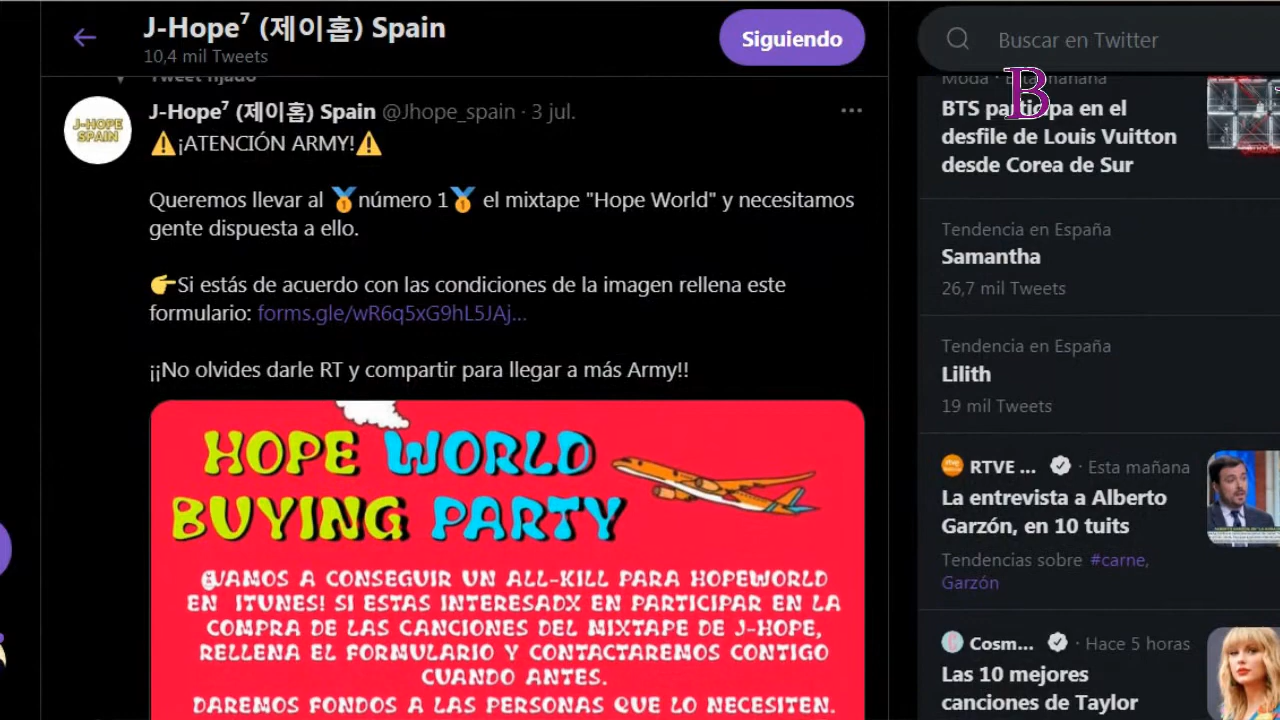 J-Hope⁷ (제이홉) Spain
10,4 mil Tweets
Siguiendo
Tweet fijado
J-HOPE
SPAIN
J-Hope⁷ (제이홉) Spain @Jhope_spain · 3 jul.
⚠️¡ATENCIÓN ARMY!⚠️
Queremos llevar al 🥇número 1🥇 el mixtape "Hope World" y necesitamos
gente dispuesta a ello.
👉Si estás de acuerdo con las condiciones de la imagen rellena este
formulario: forms.gle/wR6q5xG9hL5JAj...
¡¡No olvides darle RT y compartir para llegar a más Army!!
HOPE WORLD
BUYING PARTY
¡VAMOS A CONSEGUIR UN ALL-KILL PARA HOPEWORLD
EN ITUNES! SI ESTAS INTERESADX EN PARTICIPAR EN LA
COMPRA DE LAS CANCIONES DEL MIXTAPE DE J-HOPE,
RELLENA EL FORMULARIO Y CONTACTAREMOS CONTIGO
CUANDO ANTES.
DAREMOS FONDOS A LAS PERSONAS QUE LO NECESITEN.
Buscar en Twitter
B
Moda · Esta mañana
BTS participa en el
desfile de Louis Vuitton
desde Corea de Sur
Tendencia en España
Samantha
26,7 mil Tweets
Tendencia en España
Lilith
19 mil Tweets
RTVE ... · Esta mañana
La entrevista a Alberto
Garzón, en 10 tuits
Tendencias sobre #carne,
Garzón
Cosm... · Hace 5 horas
Las 10 mejores
canciones de Taylor